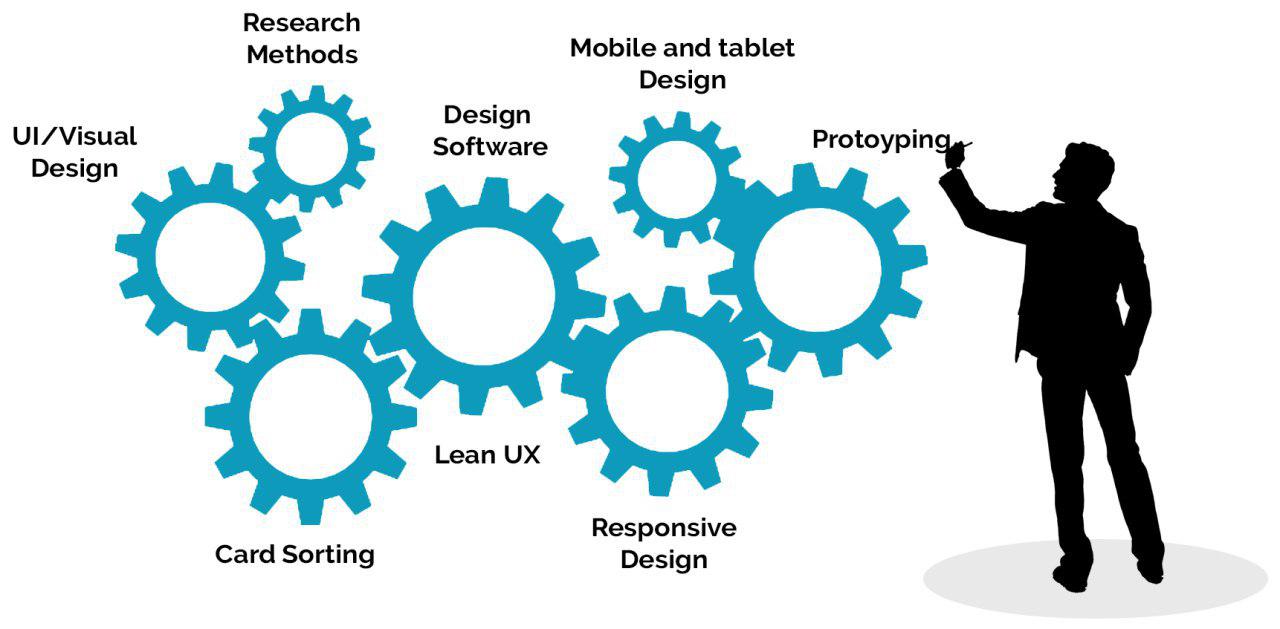 Research
Methods
Mobile and tablet
Design
Design
Software
UI/Visual
Design
Protoyping
Lean UX
Responsive
Design
Card Sorting